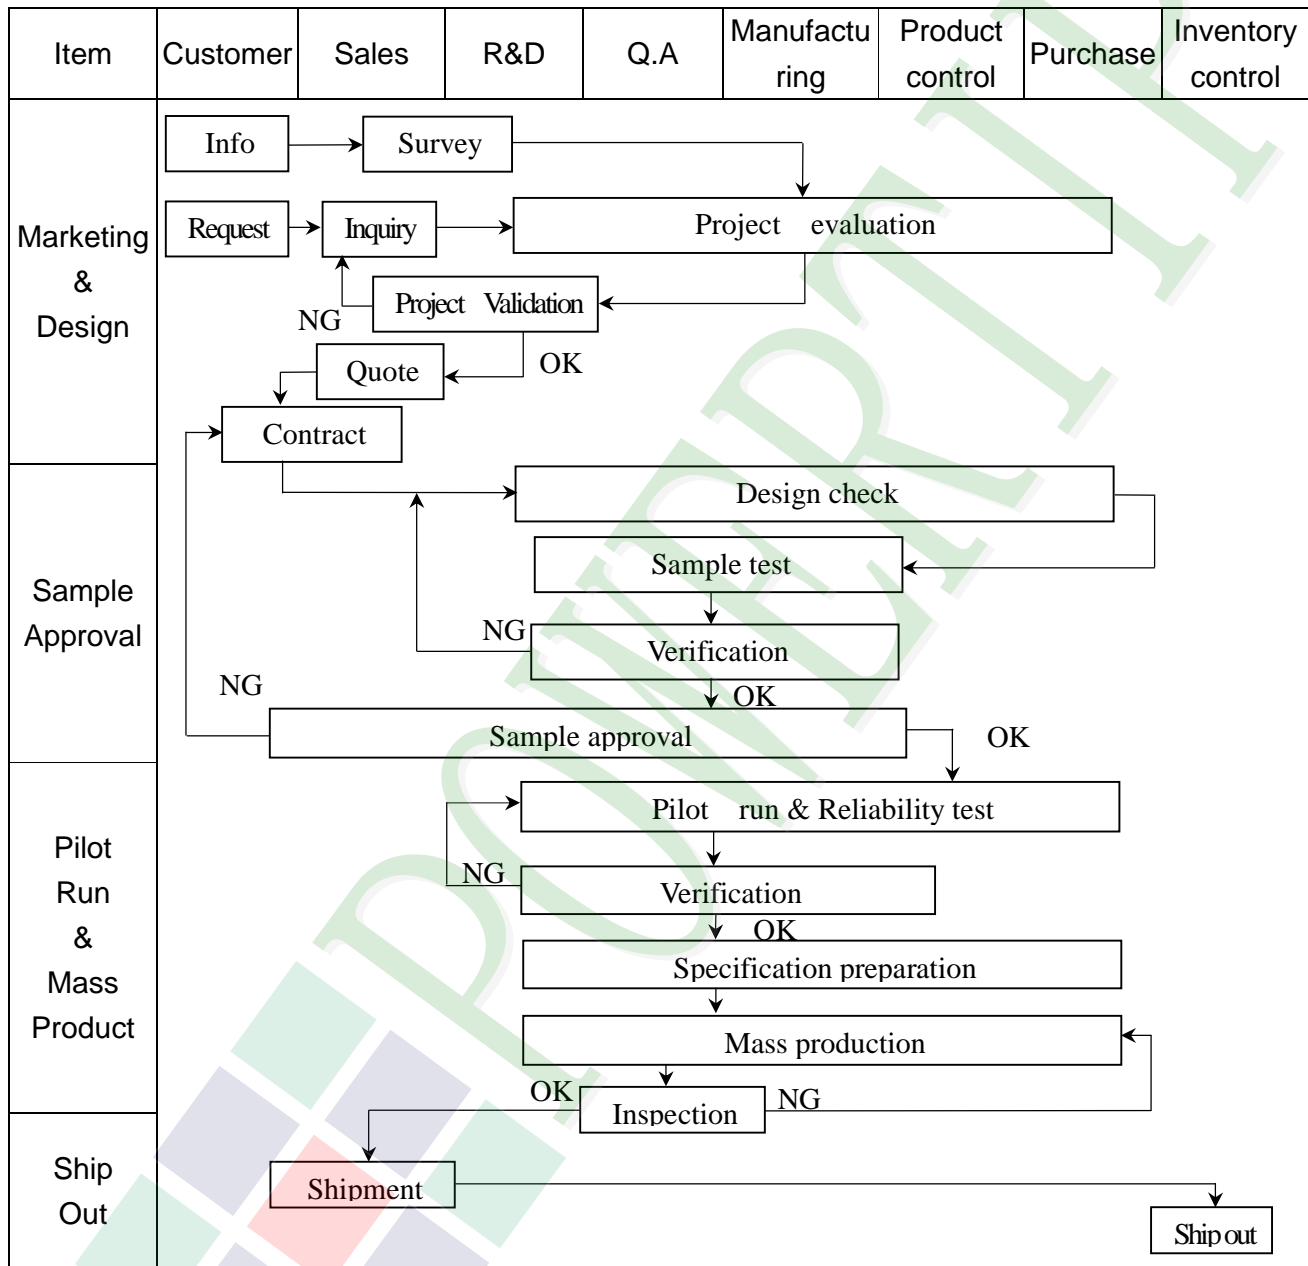 Item
Customer
Sales
R&D
Q.A
Manufactu
ring
Product
control
Purchase
Inventory
control
Marketing
&
Design
Info
Survey
Request
Inquiry
Project evaluation
Project Validation
NG
OK
Quote
Contract
Sample
Approval
Design check
Sample test
NG
Verification
NG
OK
Sample approval
OK
Pilot
Run
&
Mass
Product
Pilot run & Reliability test
NG
Verification
OK
Specification preparation
Mass production
OK
Inspection
NG
Ship
Out
Shipment
Ship out
POWERTIP